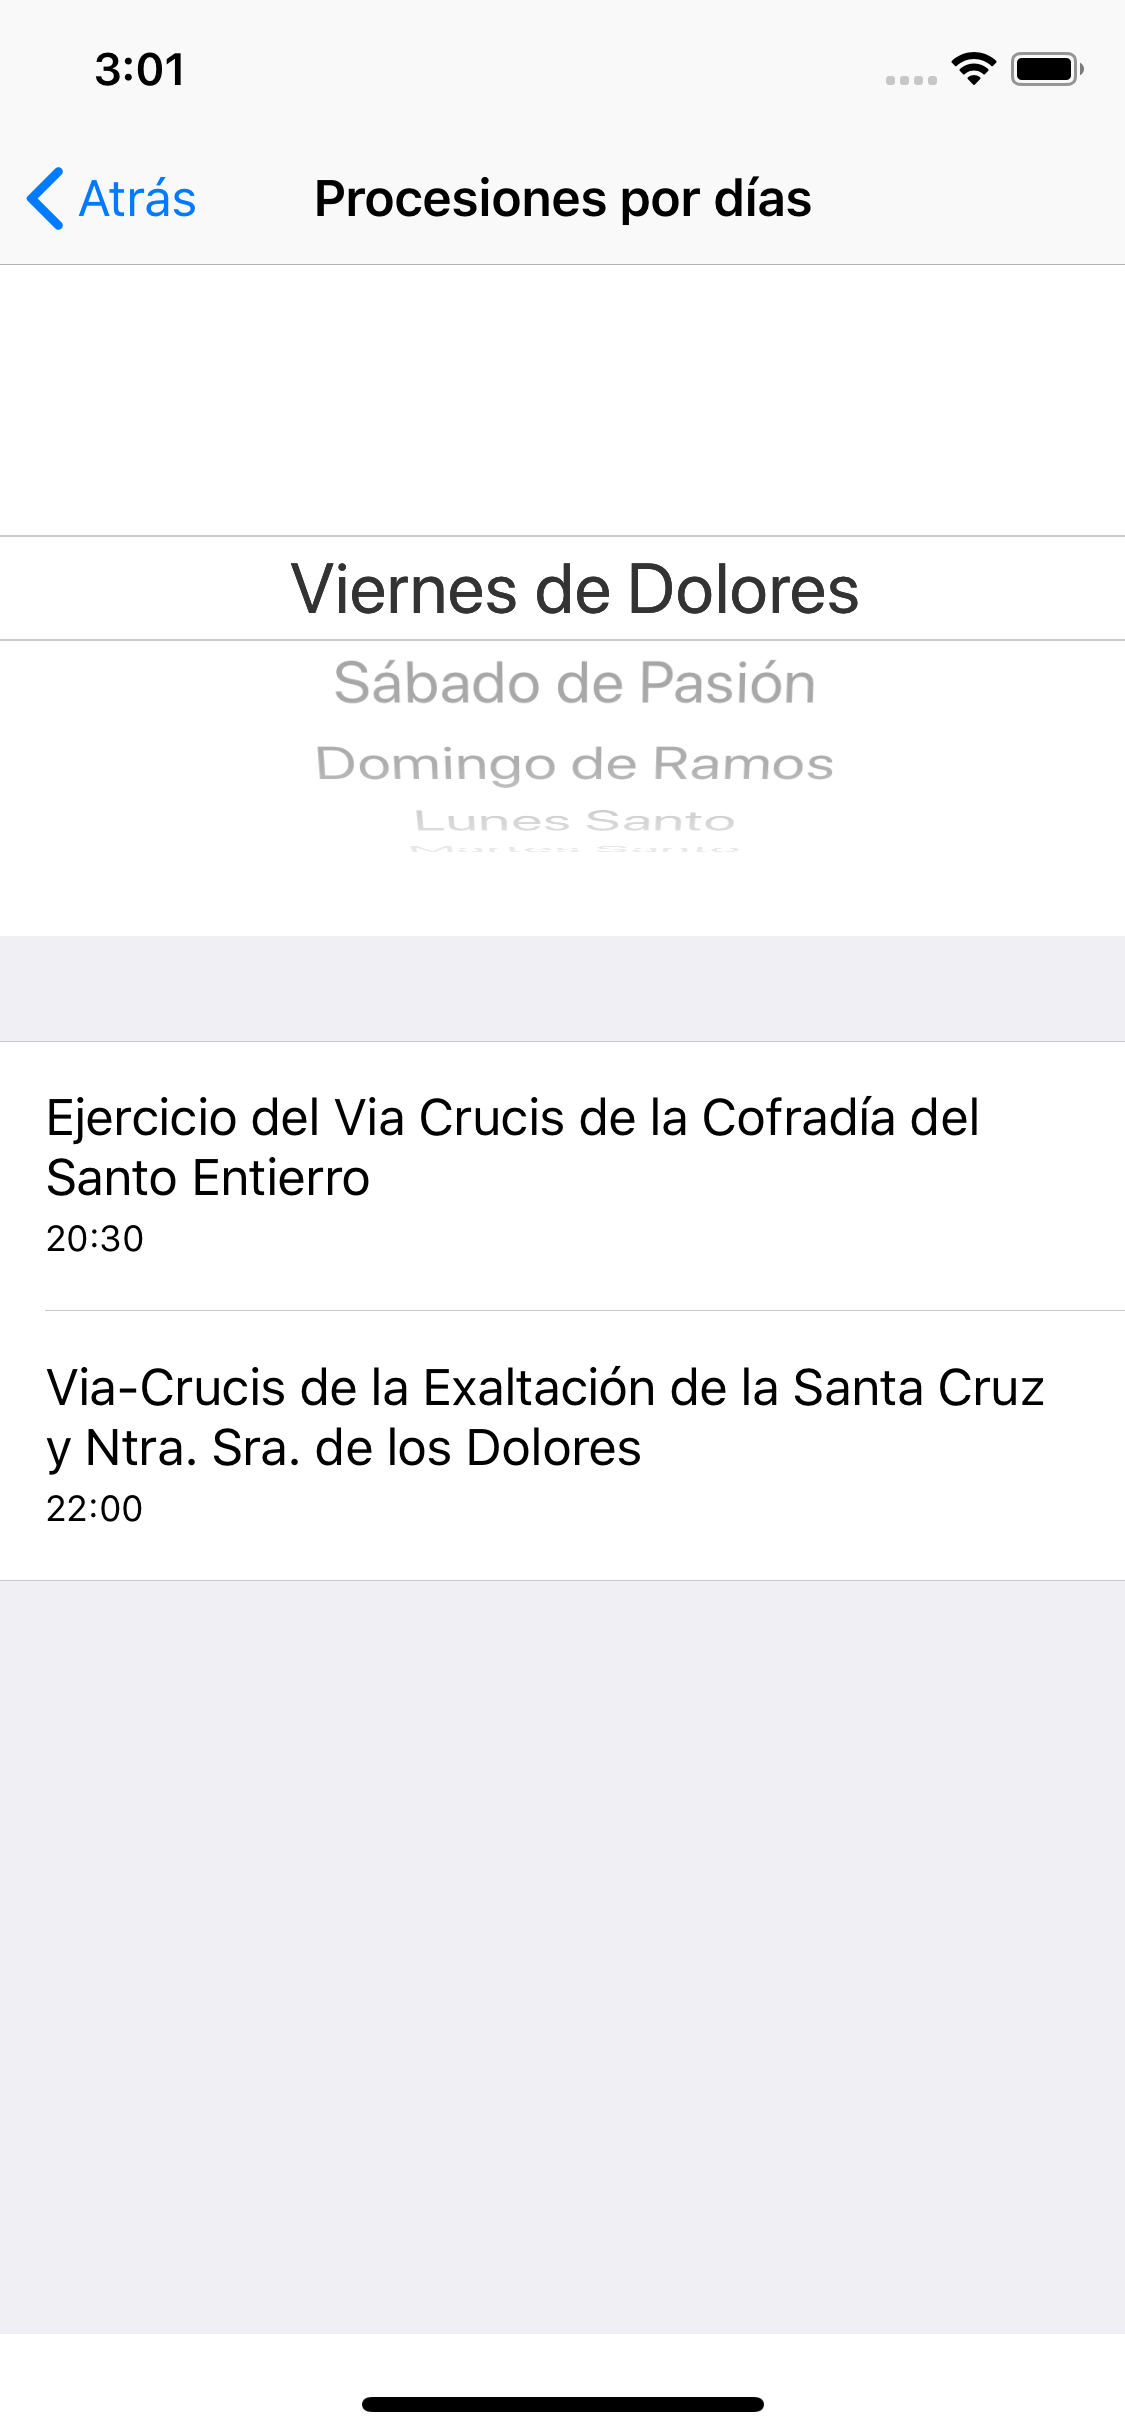 3:01
Atrás
Procesiones por días
Viernes de Dolores
Sábado de Pasión
Domingo de Ramos
Lunes Santo
Martes Santo
Ejercicio del Via Crucis de la Cofradía del
Santo Entierro
20:30
Via-Crucis de la Exaltación de la Santa Cruz
y Ntra. Sra. de los Dolores
22:00